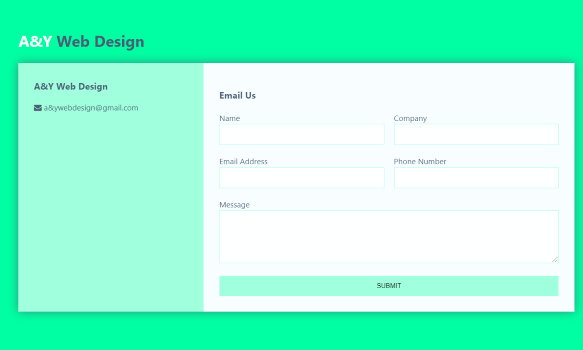 A&Y Web Design
A&Y Web Design
a&ywebdesign@gmail.com
Email Us
Name
Company
Email Address
Phone Number
Message
SUBMIT